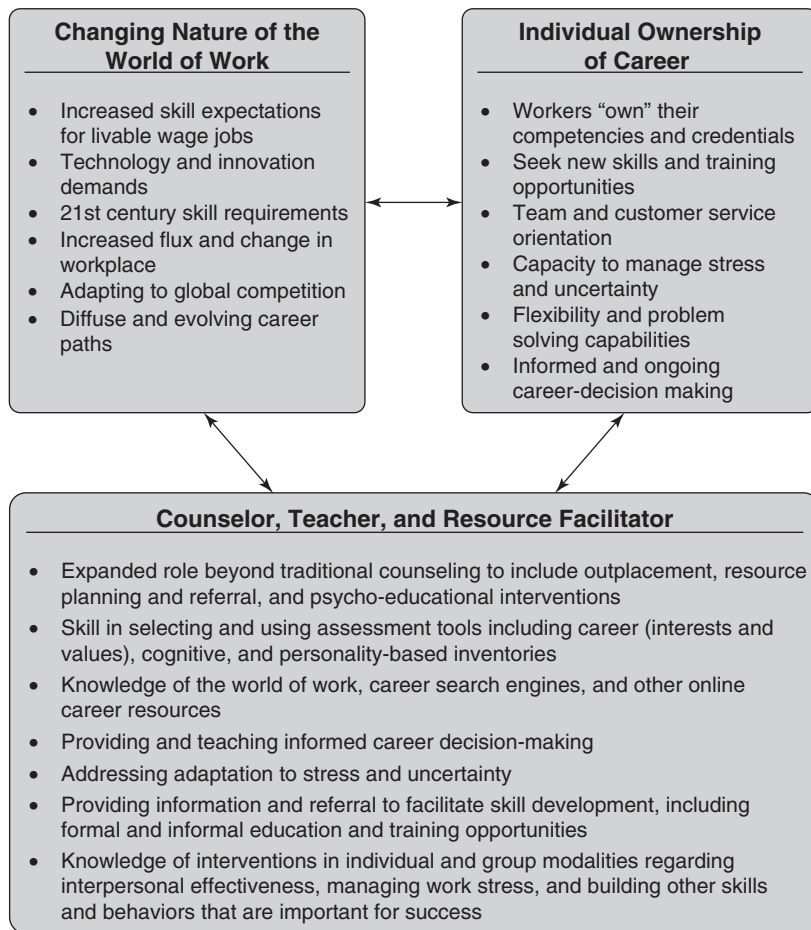 Changing Nature of the
World of Work
• Increased skill expectations
for livable wage jobs
• Technology and innovation
demands
• 21st century skill requirements
• Increased flux and change in
workplace
• Adapting to global competition
• Diffuse and evolving career
paths
Individual Ownership
of Career
• Workers “own” their
competencies and credentials
• Seek new skills and training
opportunities
• Team and customer service
orientation
• Capacity to manage stress
and uncertainty
• Flexibility and problem
solving capabilities
• Informed and ongoing
career-decision making
Counselor, Teacher, and Resource Facilitator
• Expanded role beyond traditional counseling to include outplacement, resource
planning and referral, and psycho-educational interventions
• Skill in selecting and using assessment tools including career (interests and
values), cognitive, and personality-based inventories
• Knowledge of the world of work, career search engines, and other online
career resources
• Providing and teaching informed career decision-making
• Addressing adaptation to stress and uncertainty
• Providing information and referral to facilitate skill development, including
formal and informal education and training opportunities
• Knowledge of interventions in individual and group modalities regarding
interpersonal effectiveness, managing work stress, and building other skills
and behaviors that are important for success